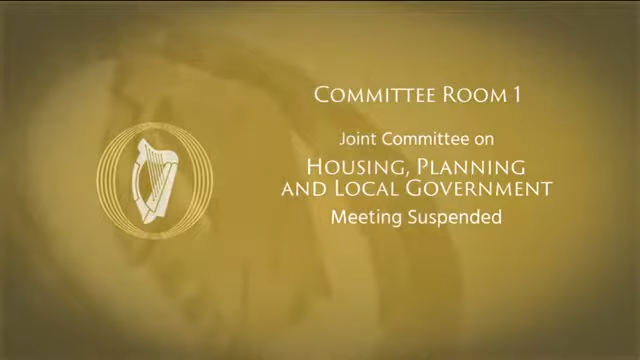 COMMITTEE ROOM 1
Joint Committee on
HOUSING, PLANNING
AND LOCAL GOVERNMENT
Meeting Suspended